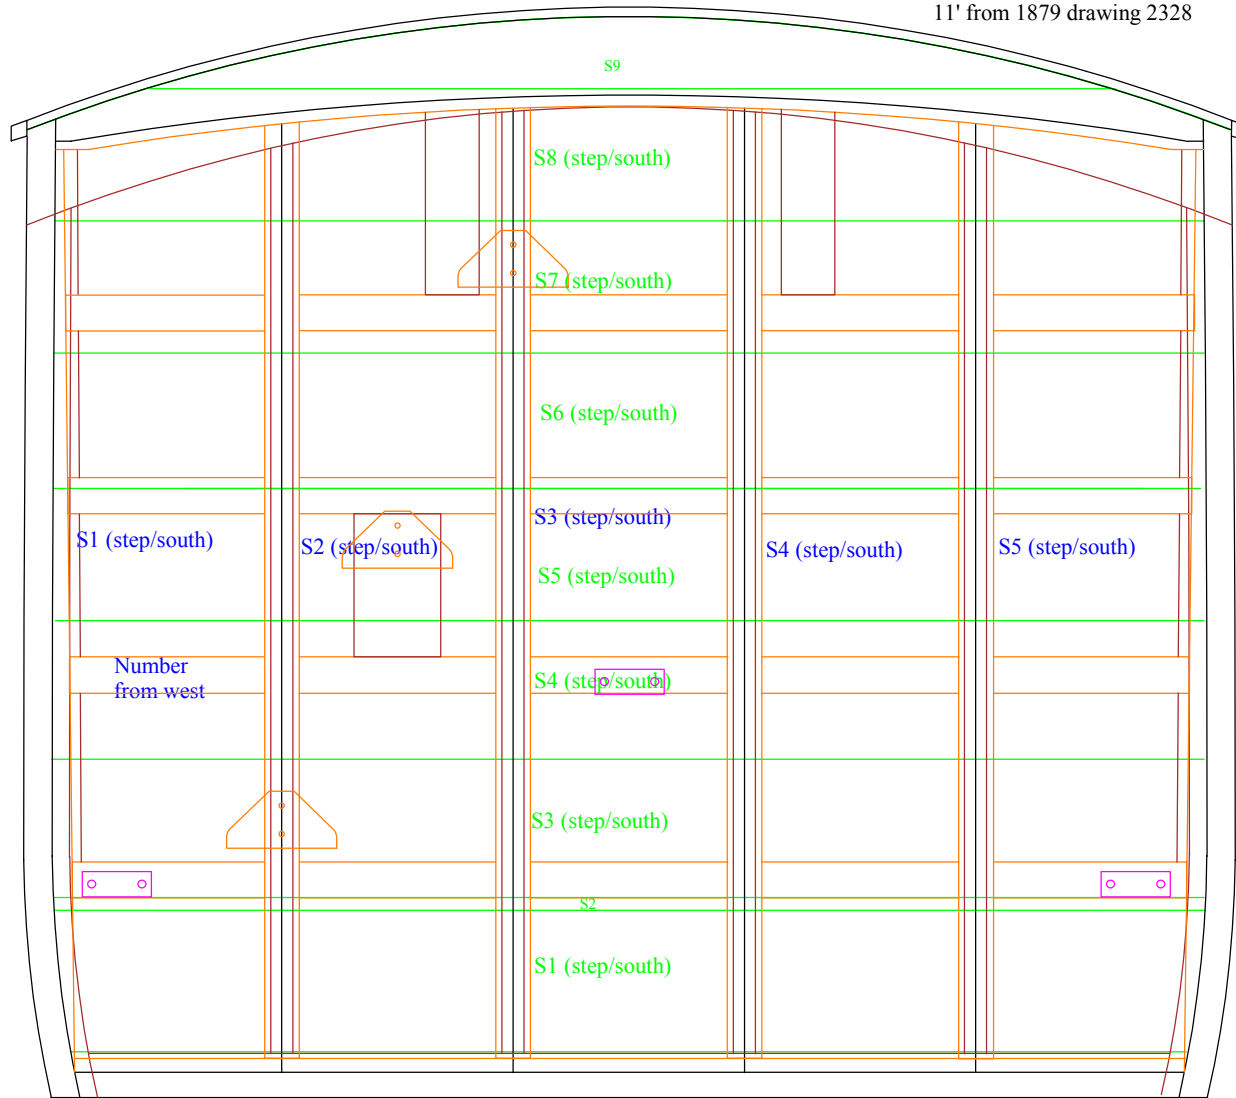 11' from 1879 drawing 2328
S9
S8 (step/south)
S7 (step/south)
S6 (step/south)
S3 (step/south)
S1 (step/south)
S2 (step/south)
S4 (step/south)
S5 (step/south)
S5 (step/south)
Number
from west
S4 (step/south)
S3 (step/south)
S2
S1 (step/south)